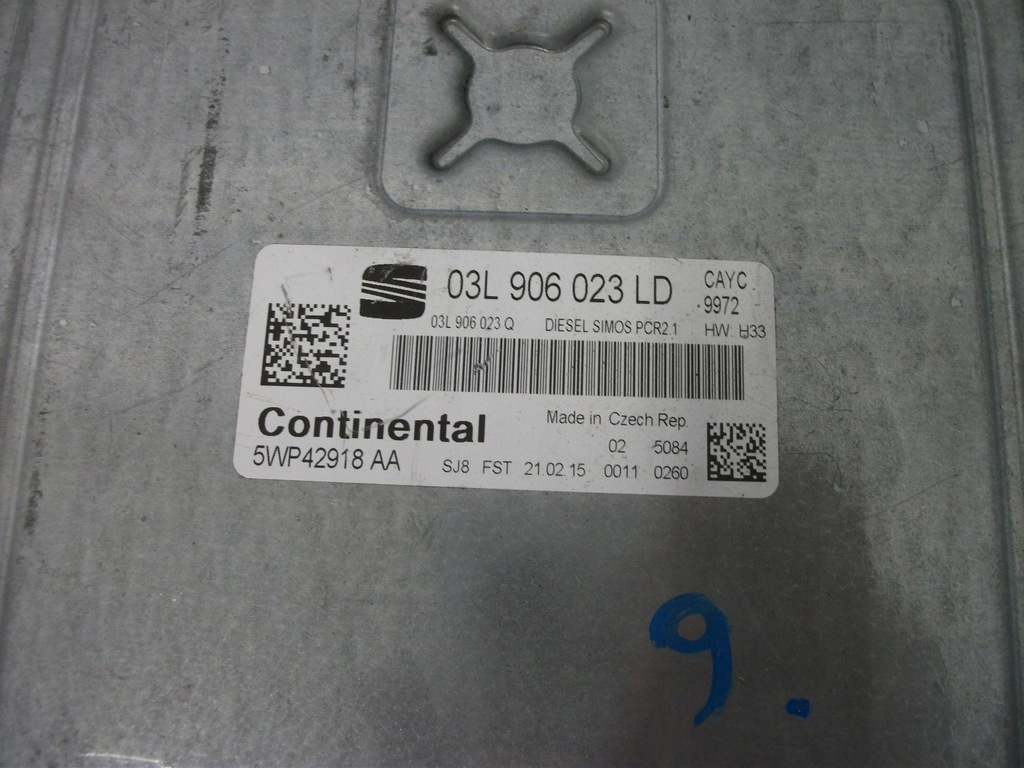 03L 906 023 LD
CAYC
9972
03L 906 023 Q DIESEL SIMOS PCR2.1 HW: H33
Continental
Made in Czech Rep.
5WP42918 AA
02 5084
SJ8 FST 21.02.15 0011 0260
9.